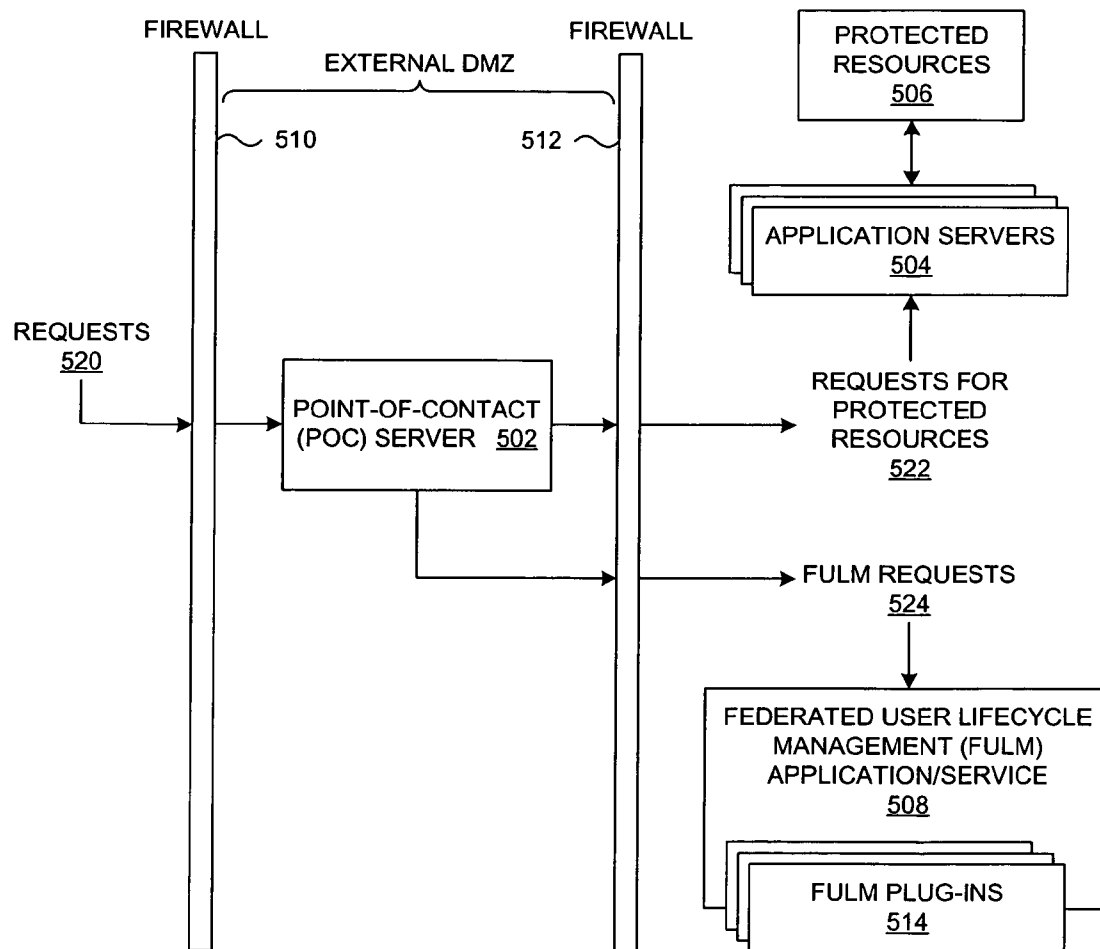 FIREWALL
FIREWALL
EXTERNAL DMZ
510
512
PROTECTED
RESOURCES
506
APPLICATION SERVERS
504
REQUESTS
520
POINT-OF-CONTACT
(POC) SERVER 502
REQUESTS FOR
PROTECTED
RESOURCES
522
FULM REQUESTS
524
FEDERATED USER LIFECYCLE
MANAGEMENT (FULM)
APPLICATION/SERVICE
508
FULM PLUG-INS
514